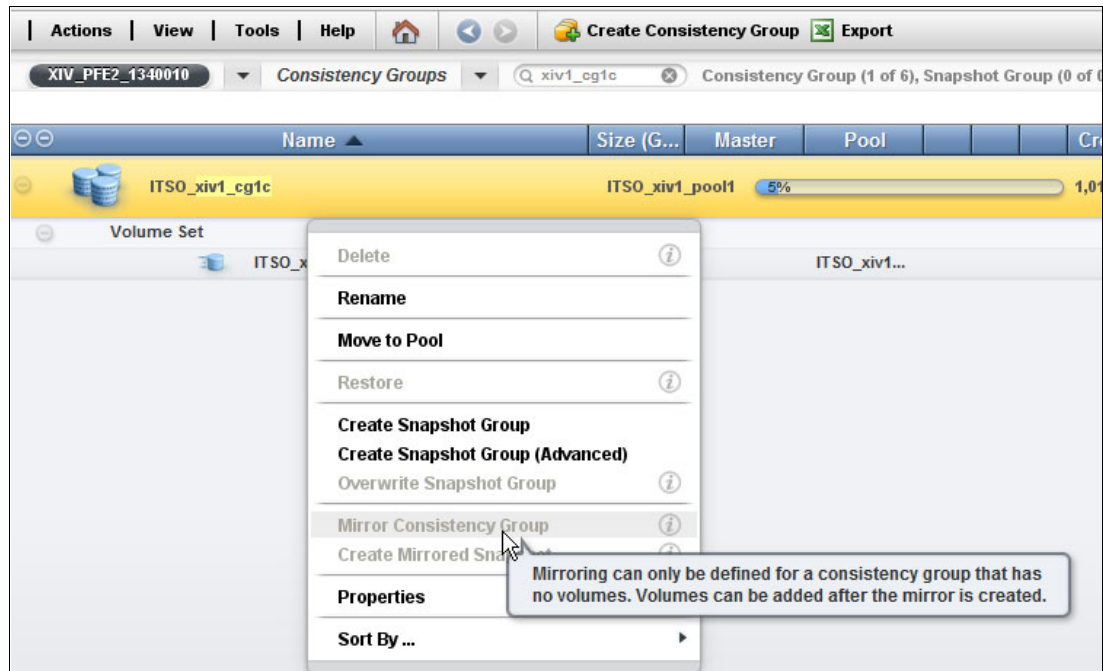 Actions View Tools Help Create Consistency Group Export
XIV_PFE2_1340010 Consistency Groups xiv1_cg1c Consistency Group (1 of 6), Snapshot Group (0 of
Name Size (G... Master Pool
ITSO_xiv1_cg1c ITSO_xiv1_pool1 5% 1,01
Volume Set
ITSO_x ITSO_xiv1...
Delete
Rename
Move to Pool
Restore
Create Snapshot Group
Create Snapshot Group (Advanced)
Overwrite Snapshot Group
Mirror Consistency Group
Create Mirrored
Mirroring can only be defined for a consistency group that has
no volumes. Volumes can be added after the mirror is created.
Properties
Sort By ...